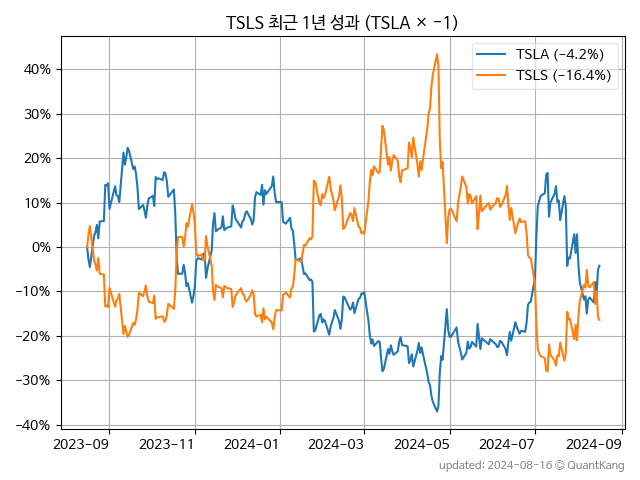 TSLS 최근 1년 성과 (TSLA × −1)
TSLA (−4.2%)
TSLS (−16.4%)
40%
30%
20%
10%
0%
−10%
−20%
−30%
−40%
2023-09 2023-11 2024-01 2024-03 2024-05 2024-07 2024-09
updated: 2024-08-16 © QuantKang